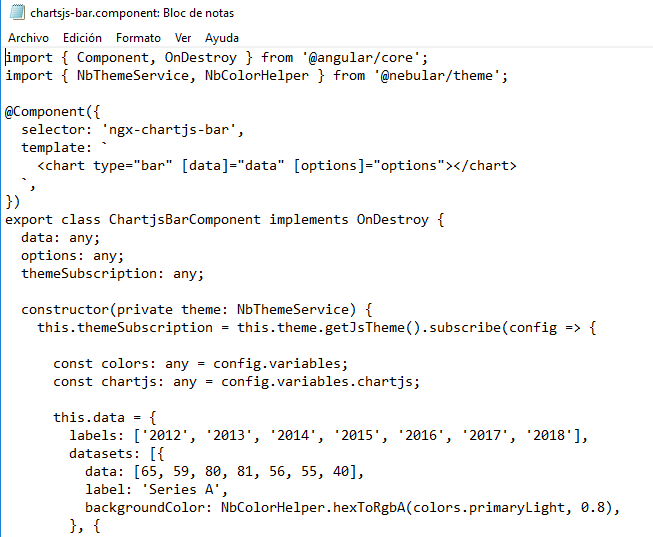 chartsjs-bar.component: Bloc de notas
Archivo Edición Formato Ver Ayuda
import { Component, OnDestroy } from '@angular/core';
import { NbThemeService, NbColorHelper } from '@nebular/theme';

@Component({
  selector: 'ngx-chartjs-bar',
  template: `
    <chart type="bar" [data]="data" [options]="options"></chart>
  `,
})
export class ChartjsBarComponent implements OnDestroy {
  data: any;
  options: any;
  themeSubscription: any;

  constructor(private theme: NbThemeService) {
    this.themeSubscription = this.theme.getJsTheme().subscribe(config => {

      const colors: any = config.variables;
      const chartjs: any = config.variables.chartjs;

      this.data = {
        labels: ['2012', '2013', '2014', '2015', '2016', '2017', '2018'],
        datasets: [{
          data: [65, 59, 80, 81, 56, 55, 40],
          label: 'Series A',
          backgroundColor: NbColorHelper.hexToRgbA(colors.primaryLight, 0.8),
        }, {